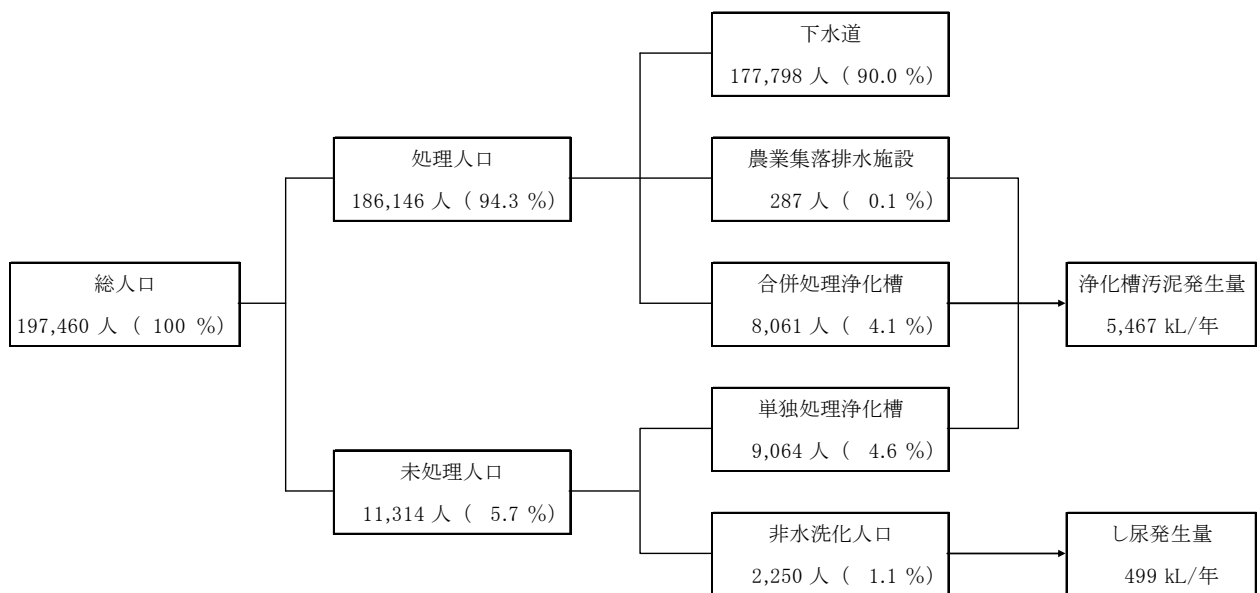 総人口
197,460 人 ( 100 %)
処理人口
186,146 人 ( 94.3 %)
未処理人口
11,314 人 ( 5.7 %)
下水道
177,798 人 ( 90.0 %)
農業集落排水施設
287 人 ( 0.1 %)
合併処理浄化槽
8,061 人 ( 4.1 %)
単独処理浄化槽
9,064 人 ( 4.6 %)
非水洗化人口
2,250 人 ( 1.1 %)
浄化槽汚泥発生量
5,467 kL/年
し尿発生量
499 kL/年